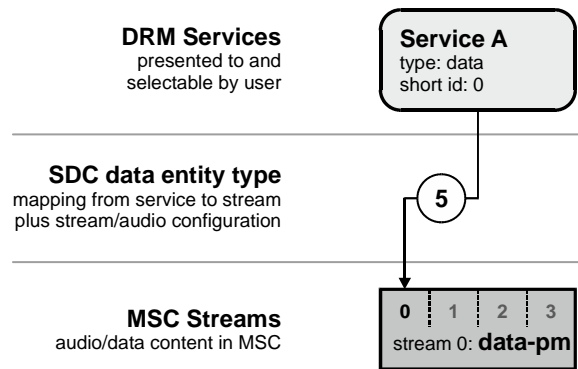 DRM Services
presented to and
selectable by user
Service A
type: data
short id: 0
SDC data entity type
mapping from service to stream
plus stream/audio configuration
5
MSC Streams
audio/data content in MSC
0 1 2 3
stream 0: data-pm